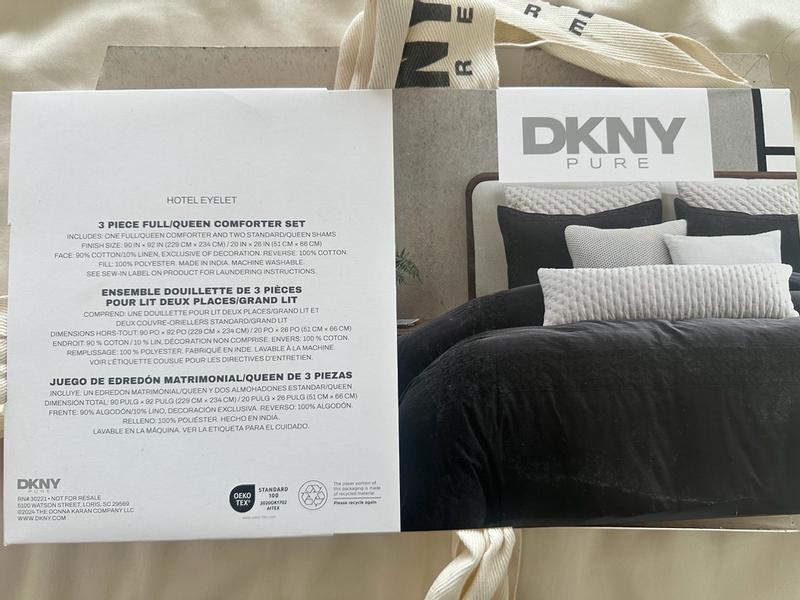 NY
RE
RE
DKNY
PURE
HOTEL EYELET
3 PIECE FULL/QUEEN COMFORTER SET
INCLUDES: ONE FULL/QUEEN COMFORTER AND TWO STANDARD/QUEEN SHAMS
FINISH SIZE: 90 IN × 92 IN (229 CM × 234 CM) / 20 IN × 26 IN (51 CM × 66 CM)
FACE: 90% COTTON/10% LINEN, EXCLUSIVE OF DECORATION. REVERSE: 100% COTTON.
FILL: 100% POLYESTER. MADE IN INDIA. MACHINE WASHABLE.
SEE SEW-IN LABEL ON PRODUCT FOR LAUNDERING INSTRUCTIONS.
ENSEMBLE DOUILLETTE DE 3 PIÈCES
POUR LIT DEUX PLACES/GRAND LIT
COMPREND: UNE DOUILLETTE POUR LIT DEUX PLACES/GRAND LIT ET
DEUX COUVRE-ORIELLERS STANDARD/GRAND LIT
DIMENSIONS HORS-TOUT: 90 PO × 92 PO (229 CM × 234 CM) / 20 PO × 26 PO (51 CM × 66 CM)
ENDROIT: 90 % COTON / 10 % LIN, DÉCORATION NON COMPRISE. ENVERS: 100 % COTON.
REMPLISSAGE: 100 % POLYESTER. FABRIQUÉ EN INDE. LAVABLE À LA MACHINE.
VOIR L'ÉTIQUETTE COUSUE POUR LES DIRECTIVES D'ENTRETIEN.
JUEGO DE EDREDÓN MATRIMONIAL/QUEEN DE 3 PIEZAS
INCLUYE: UN EDREDON MATRIMONIAL/QUEEN Y DOS ALMOHADONES ESTANDAR/QUEEN
DIMENSIÓN TOTAL: 90 PULG × 92 PULG (229 CM × 234 CM) / 20 PULG × 26 PULG (51 CM × 66 CM)
FRENTE: 90% ALGODÓN/10% LINO, DECORACIÓN EXCLUSIVA. REVERSO: 100% ALGODÓN.
RELLENO: 100% POLIÉSTER. HECHO EN INDIA.
LAVABLE EN LA MÁQUINA. VER LA ETIQUETA PARA EL CUIDADO.
DKNY
PURE
RN# 30221 • NOT FOR RESALE
5100 WATSON STREET, LORIS, SC 29569
©2024 THE DONNA KARAN COMPANY LLC
WWW.DKNY.COM
OEKO
TEX®
STANDARD
100
2020OK1702
AITEX
www.oeko-tex.com
The paper portion of
this packaging is made
of recycled material
Please recycle again